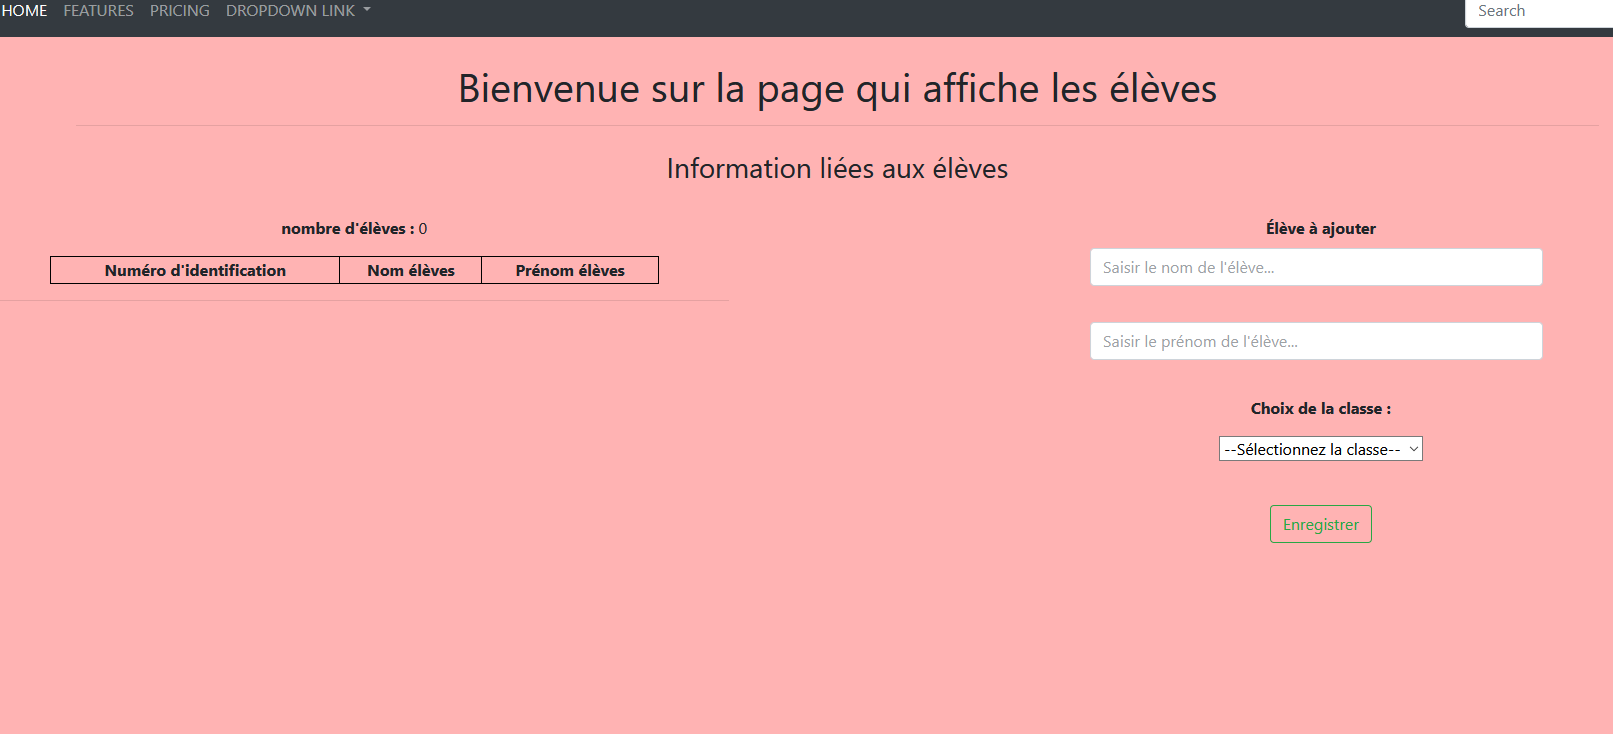 HOME FEATURES PRICING DROPDOWN LINK Search
Bienvenue sur la page qui affiche les élèves
Information liées aux élèves
nombre d'élèves : 0
Numéro d'identification Nom élèves Prénom élèves
Élève à ajouter
Saisir le nom de l'élève...
Saisir le prénom de l'élève...
Choix de la classe :
--Sélectionnez la classe--
Enregistrer